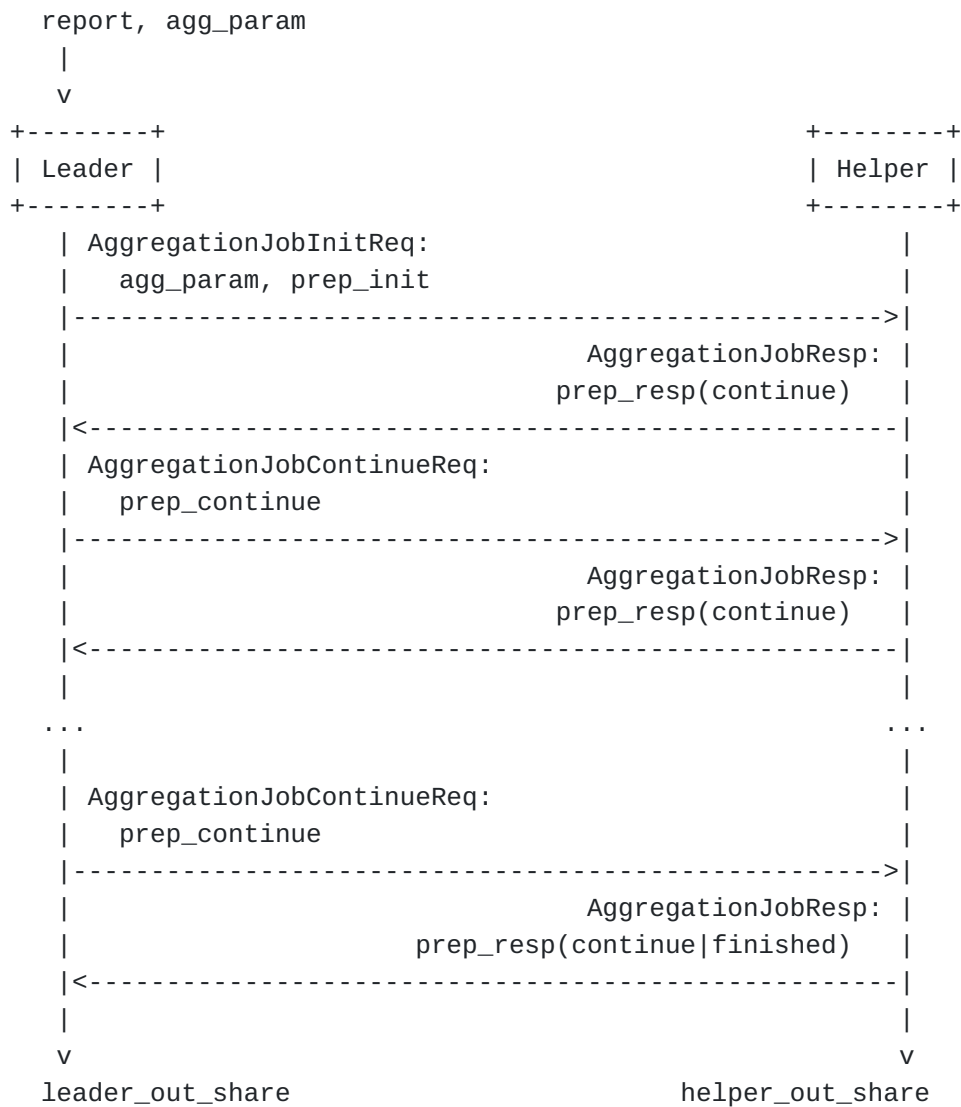 report, agg_param
|
v
+--------+ +--------+
| Leader | | Helper |
+--------+ +--------+
| AggregationJobInitReq: |
| agg_param, prep_init |
|---------------------------------------------------->|
| AggregationJobResp: |
| prep_resp(continue) |
|<----------------------------------------------------|
| AggregationJobContinueReq: |
| prep_continue |
|---------------------------------------------------->|
| AggregationJobResp: |
| prep_resp(continue) |
|<----------------------------------------------------|
| |
... ...
| |
| AggregationJobContinueReq: |
| prep_continue |
|---------------------------------------------------->|
| AggregationJobResp: |
| prep_resp(continue|finished) |
|<----------------------------------------------------|
| |
v v
leader_out_share helper_out_share